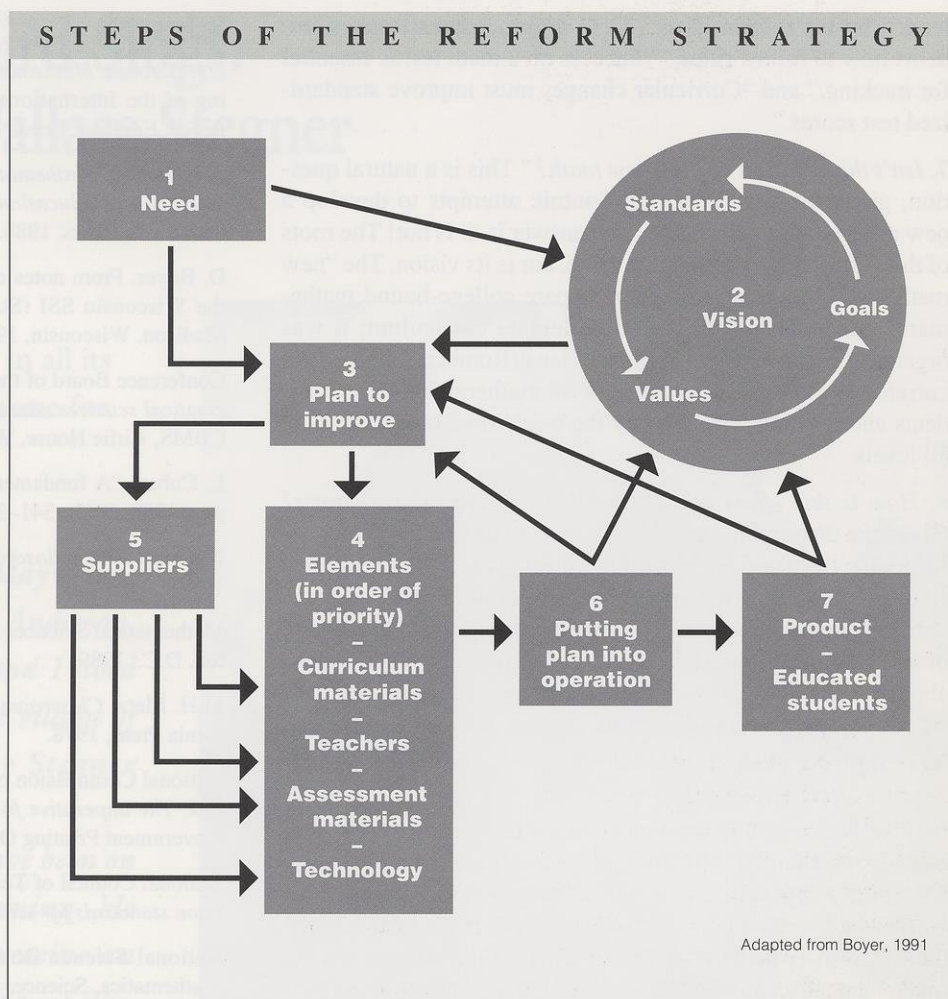 STEPS OF THE REFORM STRATEGY
1
Need
Standards
2
Vision
Goals
Values
3
Plan to
improve
5
Suppliers
4
Elements
(in order of
priority)
–
Curriculum
materials
–
Teachers
–
Assessment
materials
–
Technology
6
Putting
plan into
operation
7
Product
–
Educated
students
Adapted from Boyer, 1991